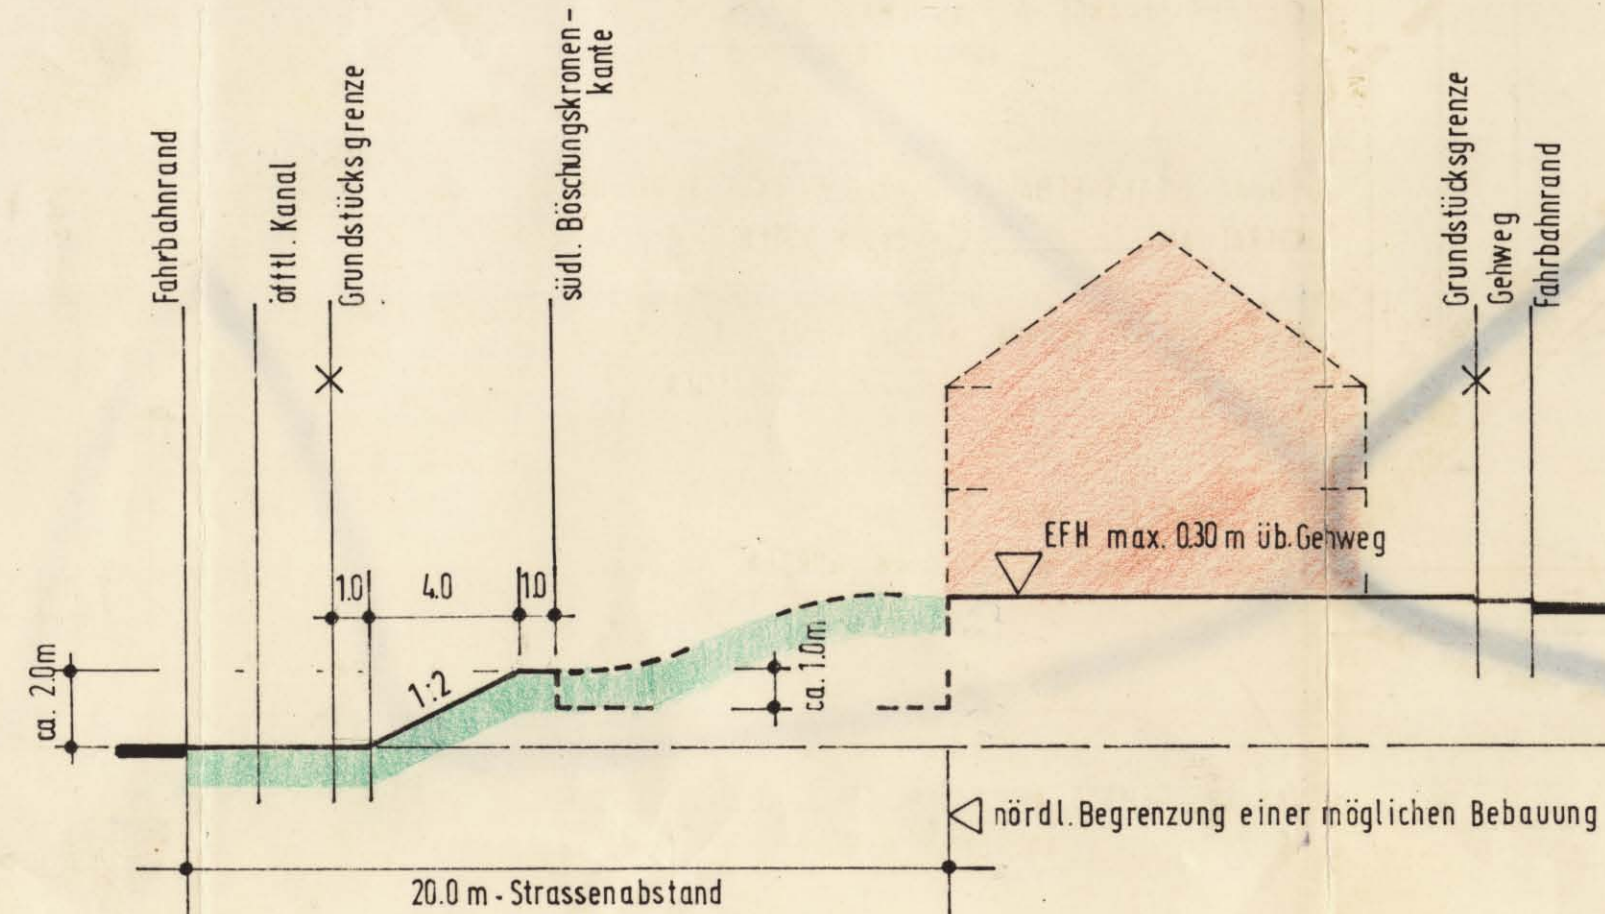 Fahrbahnrand
öfftl. Kanal
Grundstücksgrenze
südl. Böschungskronen-
kante
Grundstücksgrenze
Gehweg
Fahrbahnrand
EFH max. 0.30 m üb. Gehweg
1.0
4.0
1.0
ca. 2.0m
1:2
ca. 1.0m
nördl. Begrenzung einer möglichen Bebauung
20.0 m - Strassenabstand